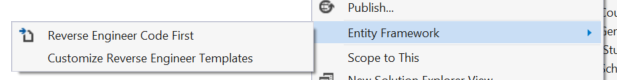 Publish...
Reverse Engineer Code First
Entity Framework
Customize Reverse Engineer Templates
Scope to This
New Solution Explorer View